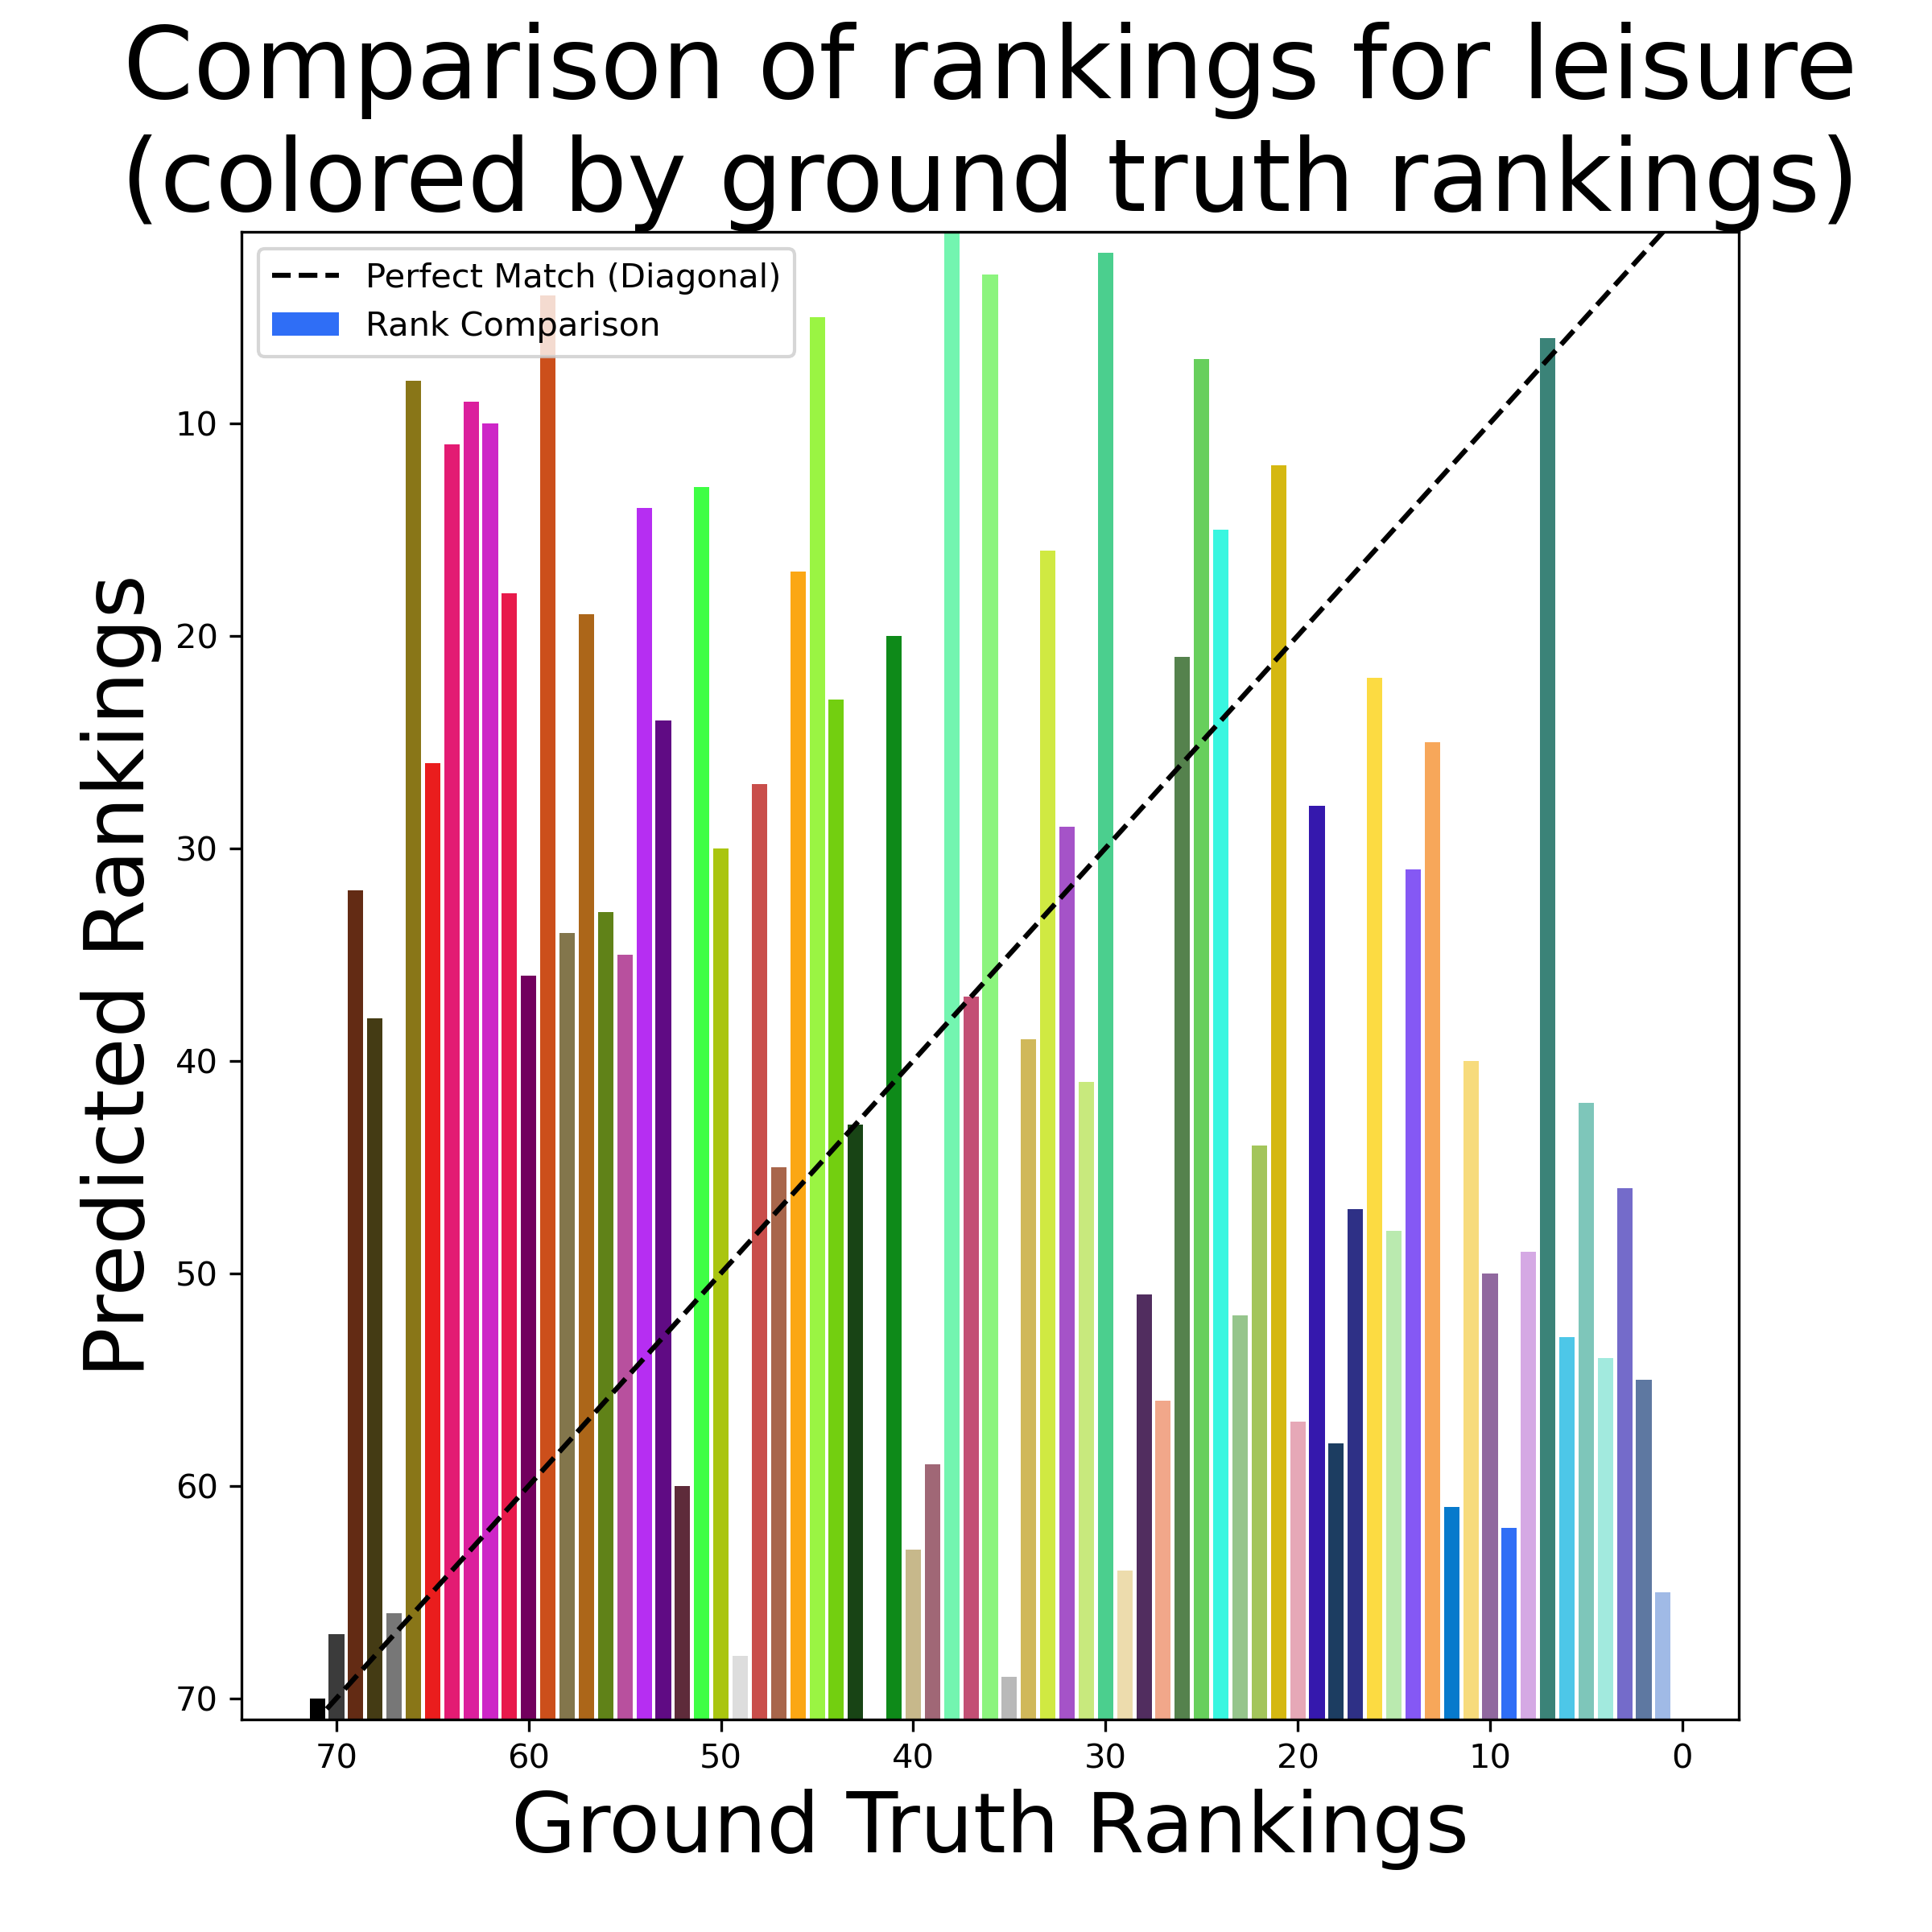 Comparison of rankings for leisure
(colored by ground truth rankings)
Perfect Match (Diagonal)
Rank Comparison
Predicted Rankings
10
20
30
40
50
60
70
70
60
50
40
30
20
10
0
Ground Truth Rankings